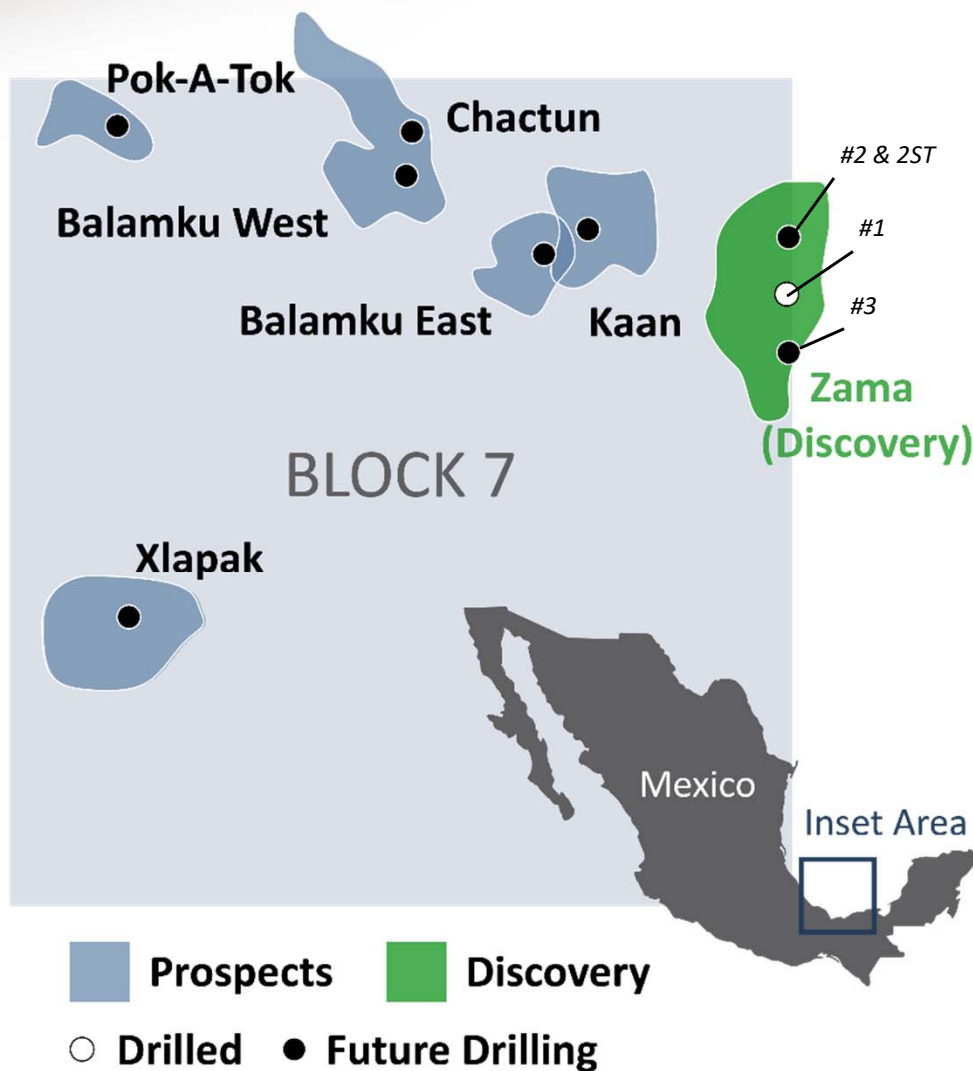 Pok-A-Tok
Chactun
#2 & 2ST
Balamku West
#1
Balamku East
Kaan
#3
Zama
(Discovery)
BLOCK 7
Xlapak
Mexico
Inset Area
Prospects
Discovery
Drilled
Future Drilling